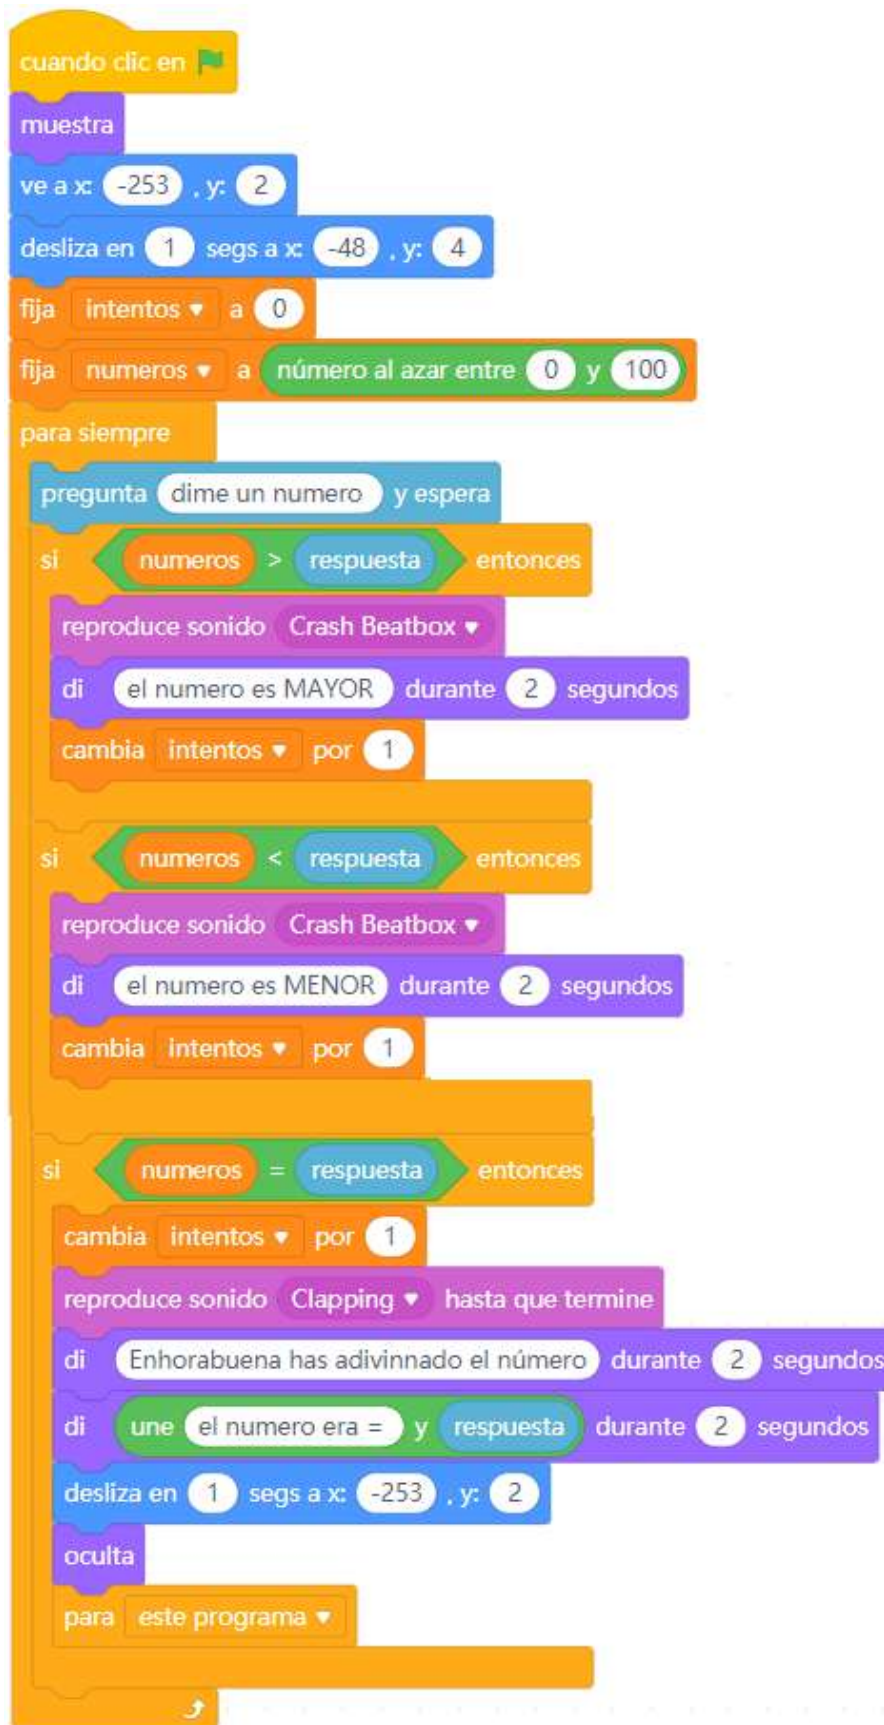 cuando clic en
muestra
ve a x: -253 , y: 2
desliza en 1 segs a x: -48 , y: 4
fija intentos a 0
fija numeros a número al azar entre 0 y 100
para siempre
pregunta dime un numero y espera
si numeros > respuesta entonces
reproduce sonido Crash Beatbox
di el numero es MAYOR durante 2 segundos
cambia intentos por 1
si numeros < respuesta entonces
reproduce sonido Crash Beatbox
di el numero es MENOR durante 2 segundos
cambia intentos por 1
si numeros = respuesta entonces
cambia intentos por 1
reproduce sonido Clapping hasta que termine
di Enhorabuena has adivinnado el número durante 2 segundos
di une el numero era = y respuesta durante 2 segundos
desliza en 1 segs a x: -253 , y: 2
oculta
para este programa